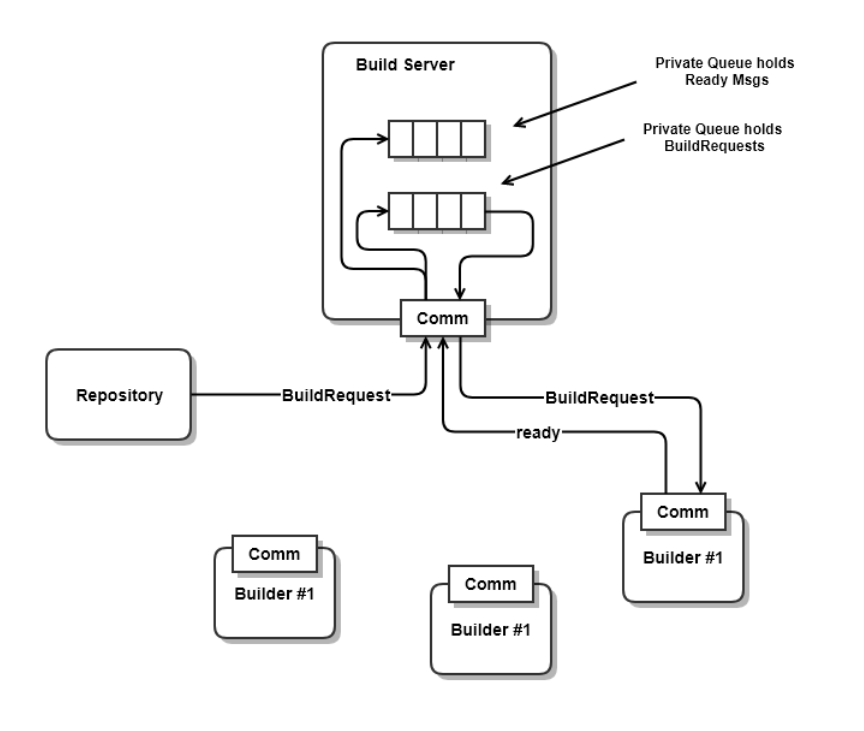 Build Server
Private Queue holds
Ready Msgs
Private Queue holds
BuildRequests
Comm
Repository
BuildRequest
BuildRequest
ready
Comm
Builder #1
Comm
Builder #1
Comm
Builder #1